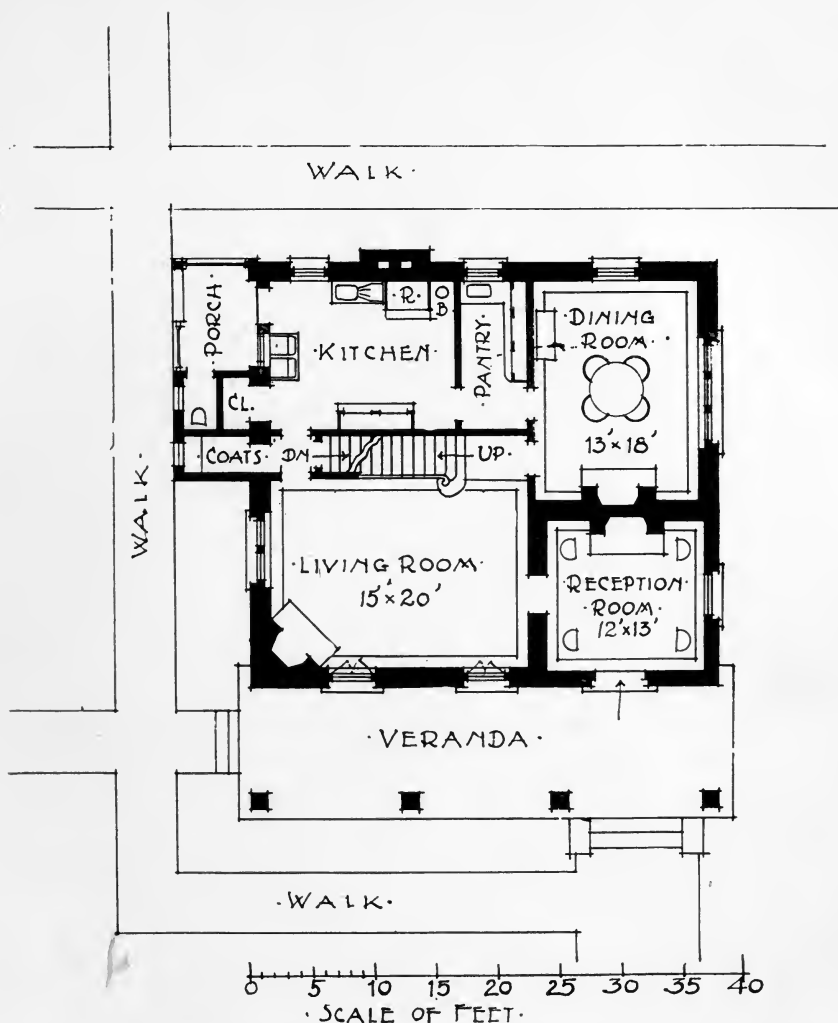 ·WALK·
PORCH
·R·
B
·KITCHEN·
PANTRY·
·DINING
ROOM·
13'×18'
CL.
·COATS·
DN
·UP·
WALK·
·LIVING ROOM·
15'×20'
·RECEPTION
·ROOM·
12'×13'
·VERANDA·
·WALK·
0 5 10 15 20 25 30 35 40
·SCALE OF FEET·